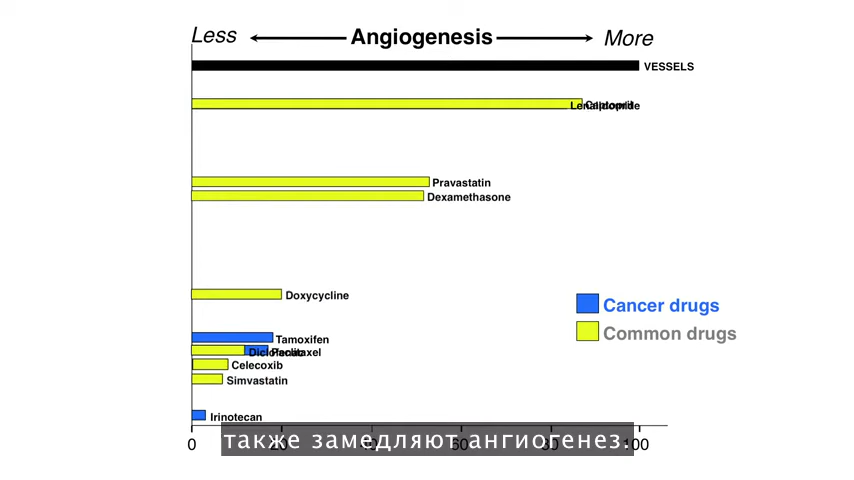 Less Angiogenesis More
VESSELS
Pravastatin
Dexamethasone
Doxycycline
Cancer drugs
Common drugs
Tamoxifen
Celecoxib
Simvastatin
Irinotecan
также замедляют ангиогенез.
0 100